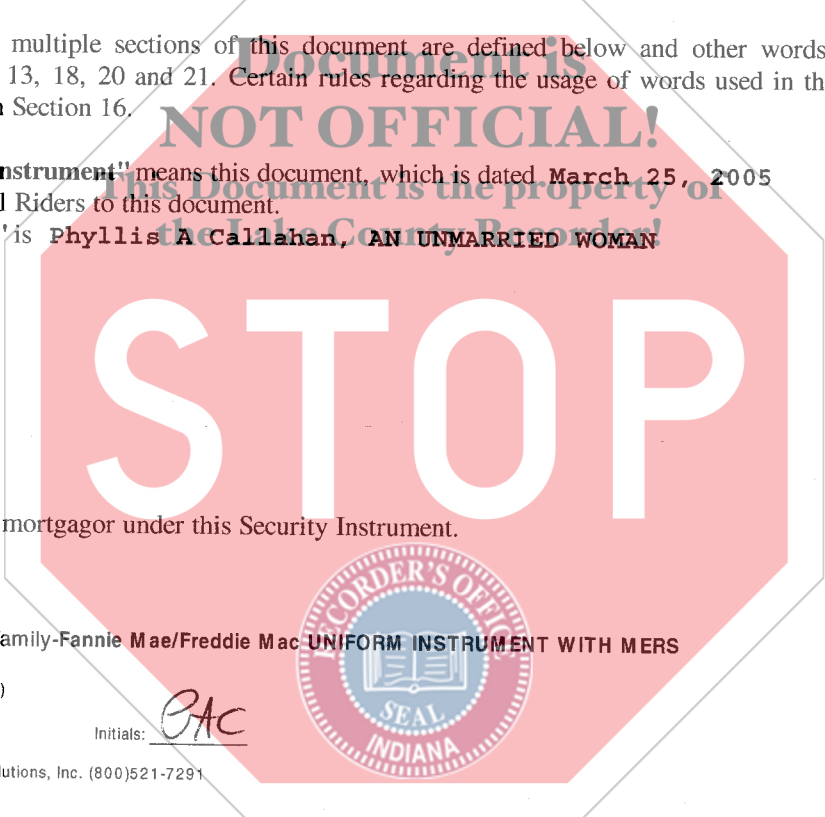 multiple sections of this document are defined below and other words
Document is
13, 18, 20 and 21. Certain rules regarding the usage of words used in th
Section 16.
NOT OFFICIAL!
nstrument" means this document, which is dated March 25, 2005
This Document is the property of
Riders to this document.
the Lake County Recorder!
" is Phyllis A Callahan, AN UNMARRIED WOMAN
STOP
mortgagor under this Security Instrument.
RECORDER'S OFFICE
amily-Fannie Mae/Freddie Mac UNIFORM INSTRUMENT WITH MERS
)
SEAL
INDIANA
Initials: PAC
lutions, Inc. (800)521-7291